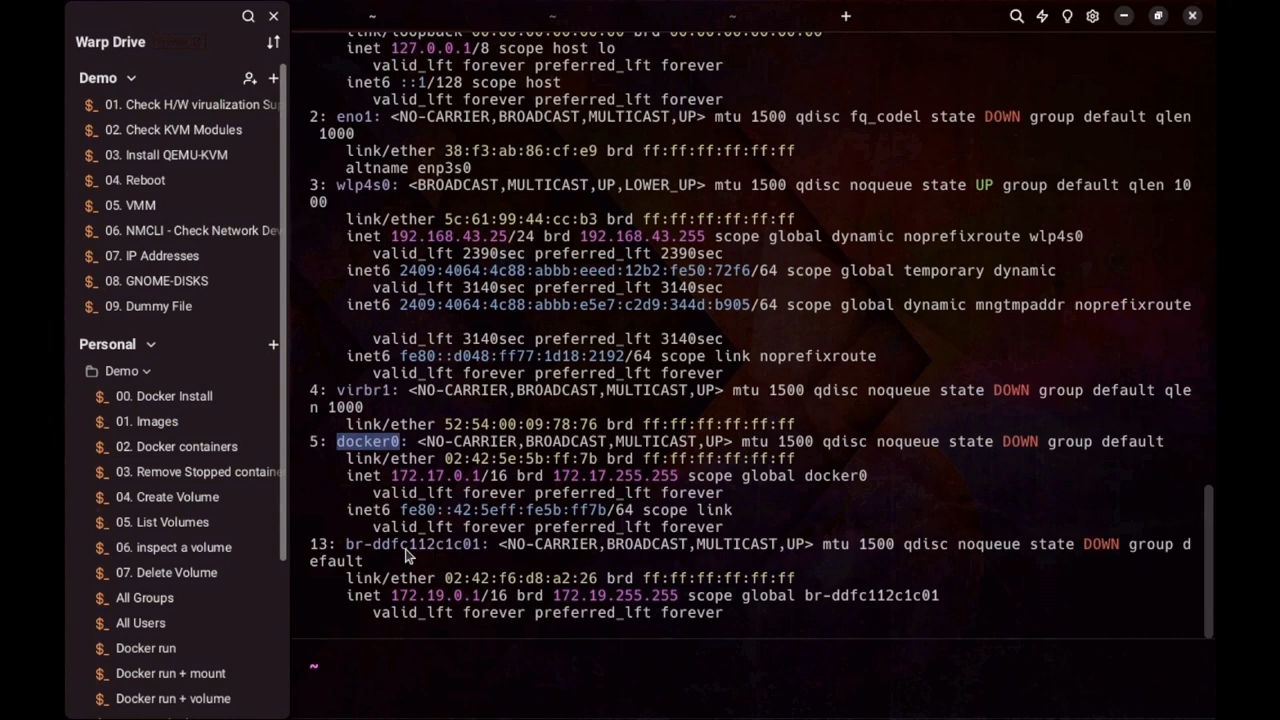 Warp Drive
Demo
01. Check H/W virualization Su
02. Check KVM Modules
03. Install QEMU-KVM
04. Reboot
05. VMM
06. NMCLI - Check Network De
07. IP Addresses
08. GNOME-DISKS
09. Dummy File
Personal
Demo
00. Docker Install
01. Images
02. Docker containers
03. Remove Stopped containe
04. Create Volume
05. List Volumes
06. inspect a volume
07. Delete Volume
All Groups
All Users
Docker run
Docker run + mount
Docker run + volume
~ ~ ~ +
link/loopback 00:00:00:00:00:00 brd 00:00:00:00:00:00
inet 127.0.0.1/8 scope host lo
valid_lft forever preferred_lft forever
inet6 ::1/128 scope host
valid_lft forever preferred_lft forever
2: eno1: <NO-CARRIER,BROADCAST,MULTICAST,UP> mtu 1500 qdisc fq_codel state DOWN group default qlen
1000
link/ether 38:f3:ab:86:cf:e9 brd ff:ff:ff:ff:ff:ff
altname enp3s0
3: wlp4s0: <BROADCAST,MULTICAST,UP,LOWER_UP> mtu 1500 qdisc noqueue state UP group default qlen 10
00
link/ether 5c:61:99:44:cc:b3 brd ff:ff:ff:ff:ff:ff
inet 192.168.43.25/24 brd 192.168.43.255 scope global dynamic noprefixroute wlp4s0
valid_lft 2390sec preferred_lft 2390sec
inet6 2409:4064:4c88:abbb:eeed:12b2:fe50:72f6/64 scope global temporary dynamic
valid_lft 3140sec preferred_lft 3140sec
inet6 2409:4064:4c88:abbb:e5e7:c2d9:344d:b905/64 scope global dynamic mngtmpaddr noprefixroute
valid_lft 3140sec preferred_lft 3140sec
inet6 fe80::d048:ff77:1d18:2192/64 scope link noprefixroute
valid_lft forever preferred_lft forever
4: virbr1: <NO-CARRIER,BROADCAST,MULTICAST,UP> mtu 1500 qdisc noqueue state DOWN group default qle
n 1000
link/ether 52:54:00:09:78:76 brd ff:ff:ff:ff:ff:ff
5: docker0: <NO-CARRIER,BROADCAST,MULTICAST,UP> mtu 1500 qdisc noqueue state DOWN group default
link/ether 02:42:5e:5b:ff:7b brd ff:ff:ff:ff:ff:ff
inet 172.17.0.1/16 brd 172.17.255.255 scope global docker0
valid_lft forever preferred_lft forever
inet6 fe80::42:5eff:fe5b:ff7b/64 scope link
valid_lft forever preferred_lft forever
13: br-ddfc112c1c01: <NO-CARRIER,BROADCAST,MULTICAST,UP> mtu 1500 qdisc noqueue state DOWN group d
efault
link/ether 02:42:f6:d8:a2:26 brd ff:ff:ff:ff:ff:ff
inet 172.19.0.1/16 brd 172.19.255.255 scope global br-ddfc112c1c01
valid_lft forever preferred_lft forever
~